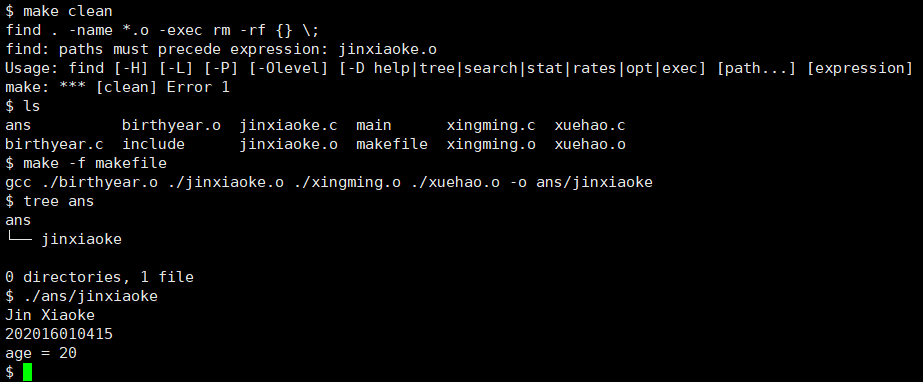 $ make clean
find . -name *.o -exec rm -rf {} \;
find: paths must precede expression: jinxiaoke.o
Usage: find [-H] [-L] [-P] [-Olevel] [-D help|tree|search|stat|rates|opt|exec] [path...] [expression]
make: *** [clean] Error 1
$ ls
ans          birthyear.o  jinxiaoke.c  main      xingming.c  xuehao.c
birthyear.c  include      jinxiaoke.o  makefile  xingming.o  xuehao.o
$ make -f makefile
gcc ./birthyear.o ./jinxiaoke.o ./xingming.o ./xuehao.o -o ans/jinxiaoke
$ tree ans
ans
└── jinxiaoke

0 directories, 1 file
$ ./ans/jinxiaoke
Jin Xiaoke
202016010415
age = 20
$